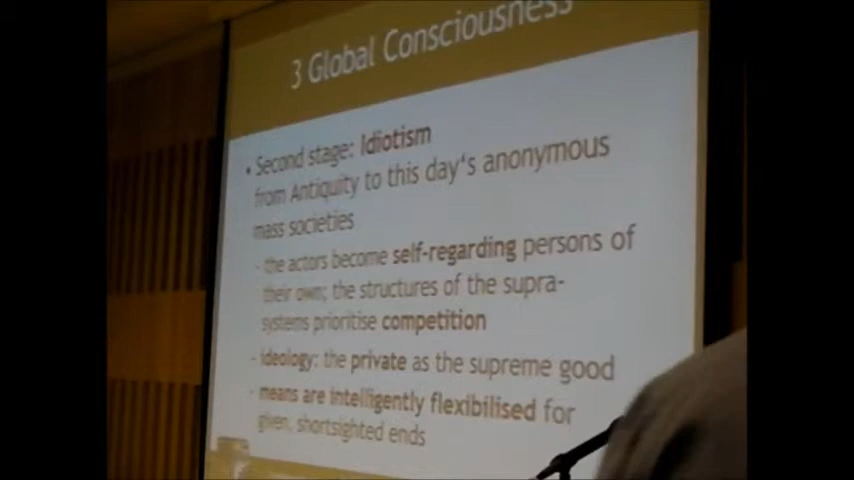 3 Global Consciousness
• Second stage: Idiotism
from Antiquity to this day's anonymous
mass societies
- the actors become self-regarding persons of
their own; the structures of the supra-
systems prioritise competition
- ideology: the private as the supreme good
- means are intelligently flexibilised for
given, shortsighted ends